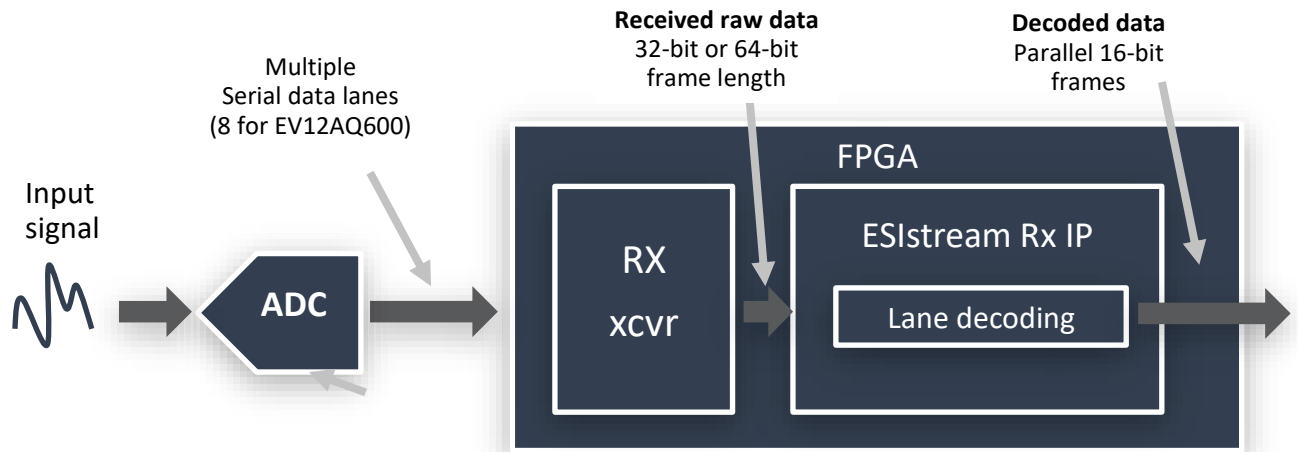 Received raw data
32-bit or 64-bit
frame length
Decoded data
Parallel 16-bit
frames
Multiple
Serial data lanes
(8 for EV12AQ600)
FPGA
Input
signal
ADC
RX
xcvr
ESIstream Rx IP
Lane decoding